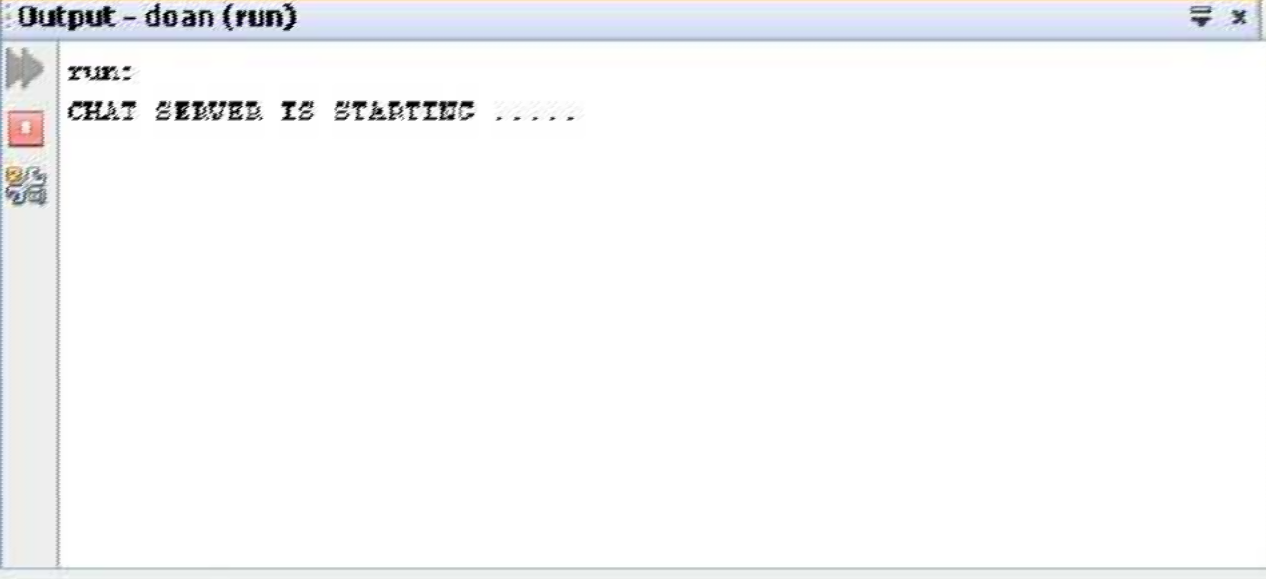 Output - doan (run)
run:
CHAT SERVER IS STARTING .....